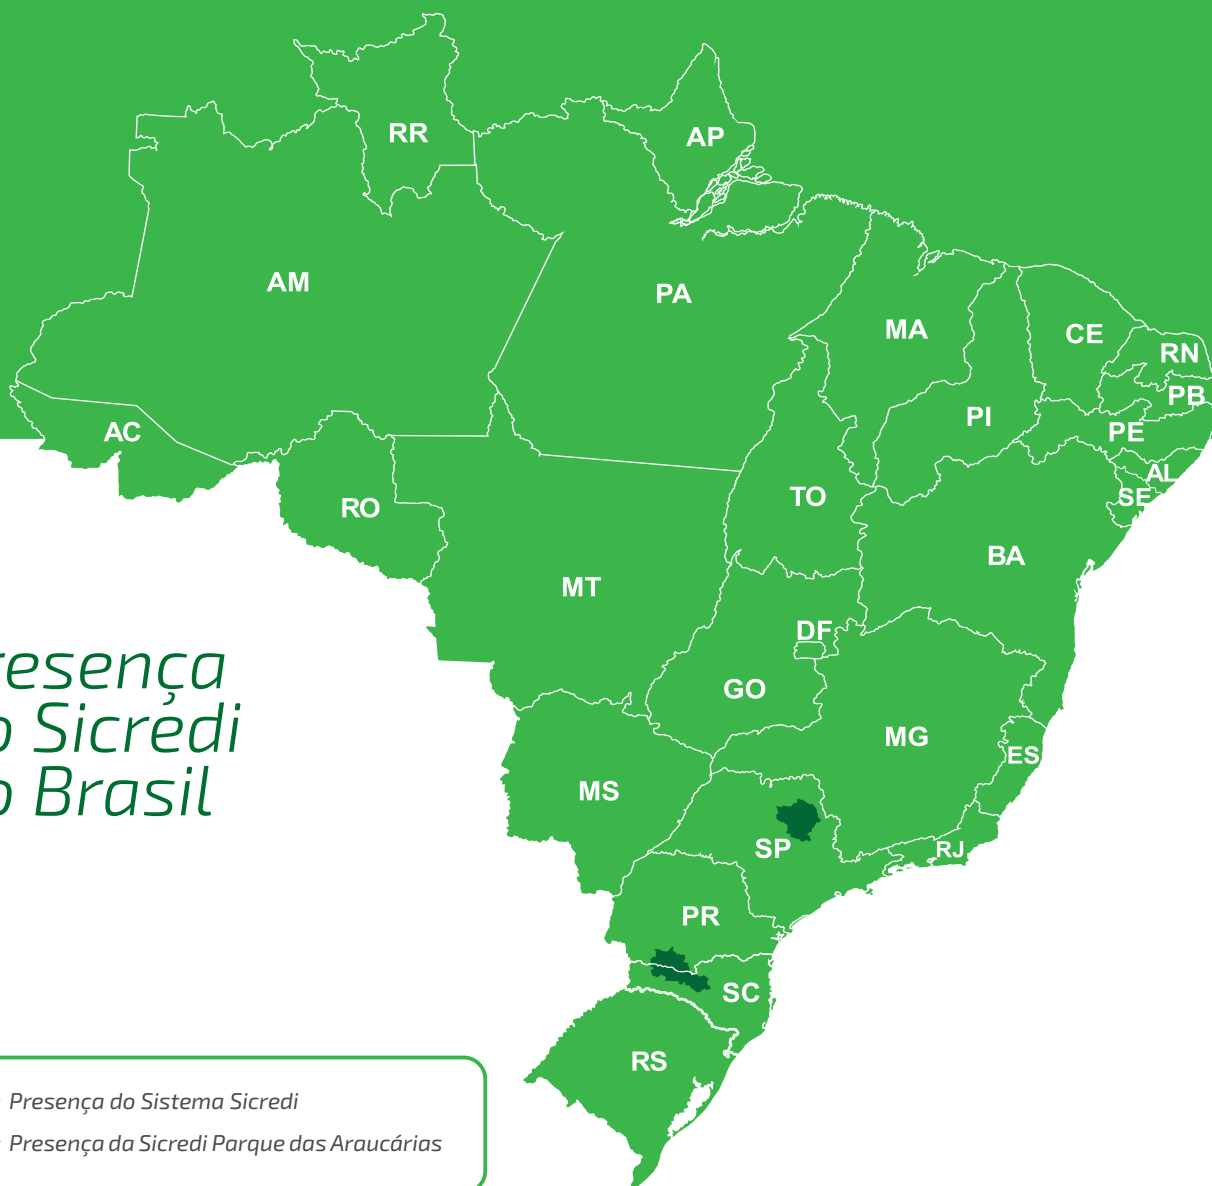 RR
AP
AM
PA
MA
CE
RN
PB
PI
PE
AC
AL
TO
SE
RO
BA
MT
DF
resença
o Sicredi
o Brasil
GO
MG
ES
MS
SP
RJ
PR
SC
RS
Presença do Sistema Sicredi
Presença da Sicredi Parque das Araucárias